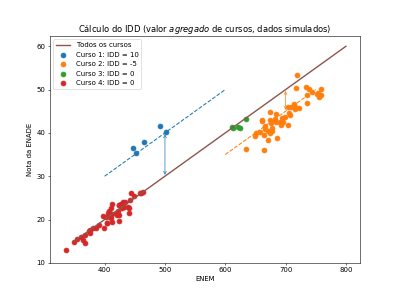 Cálculo do IDD (valor agregado de cursos, dados simulados)
Todos os cursos
Curso 1: IDD = 10
Curso 2: IDD = -5
Curso 3: IDD = 0
Curso 4: IDD = 0
Nota da ENADE
60
50
40
30
20
10
400
500
600
700
800
ENEM